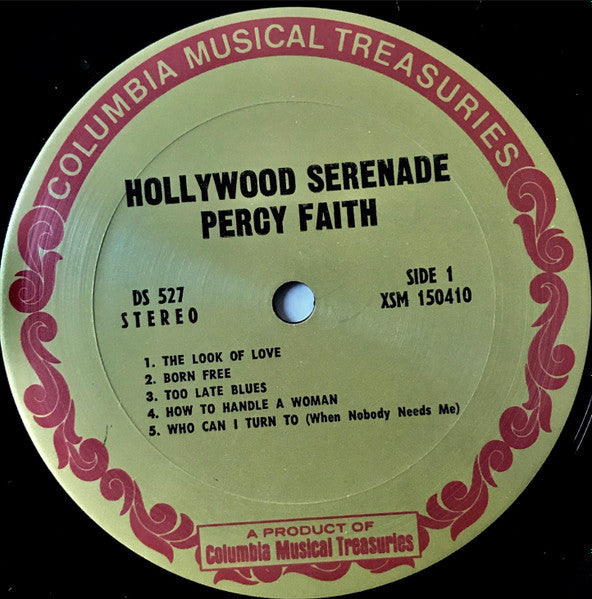 COLUMBIA MUSICAL TREASURIES
HOLLYWOOD SERENADE
PERCY FAITH
DS 527
STEREO
SIDE 1
XSM 150410
1. THE LOOK OF LOVE
2. BORN FREE
3. TOO LATE BLUES
4. HOW TO HANDLE A WOMAN
5. WHO CAN I TURN TO (When Nobody Needs Me)
A PRODUCT OF
Columbia Musical Treasuries